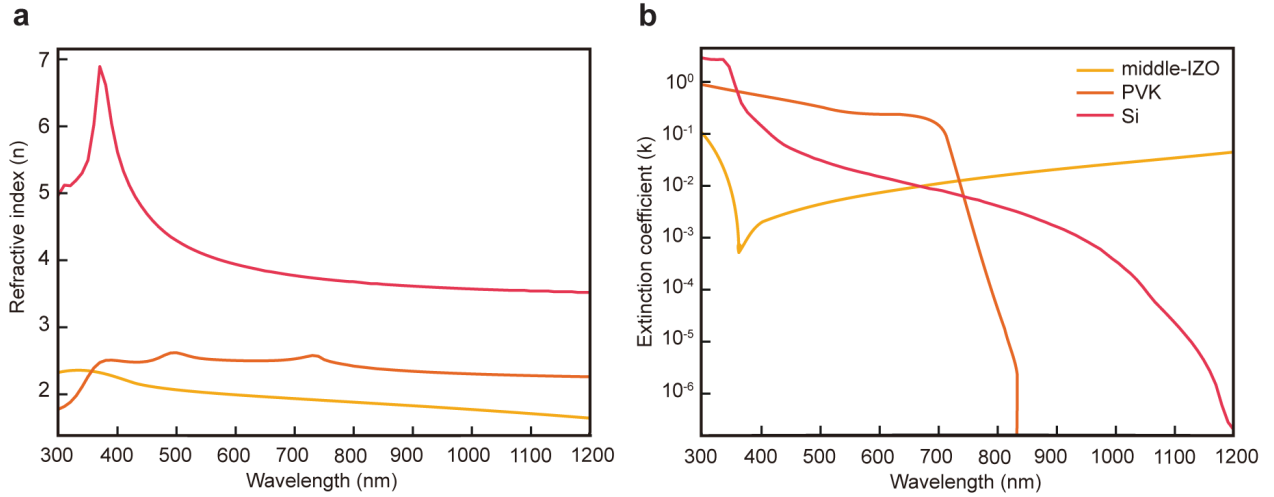 a
Refractive index (n)
7
6
5
4
3
2
300 400 500 600 700 800 900 1000 1100 1200
Wavelength (nm)
b
Extinction coefficient (k)
10⁰
10⁻¹
10⁻²
10⁻³
10⁻⁴
10⁻⁵
10⁻⁶
middle-IZO
PVK
Si
300 400 500 600 700 800 900 1000 1100 1200
Wavelength (nm)